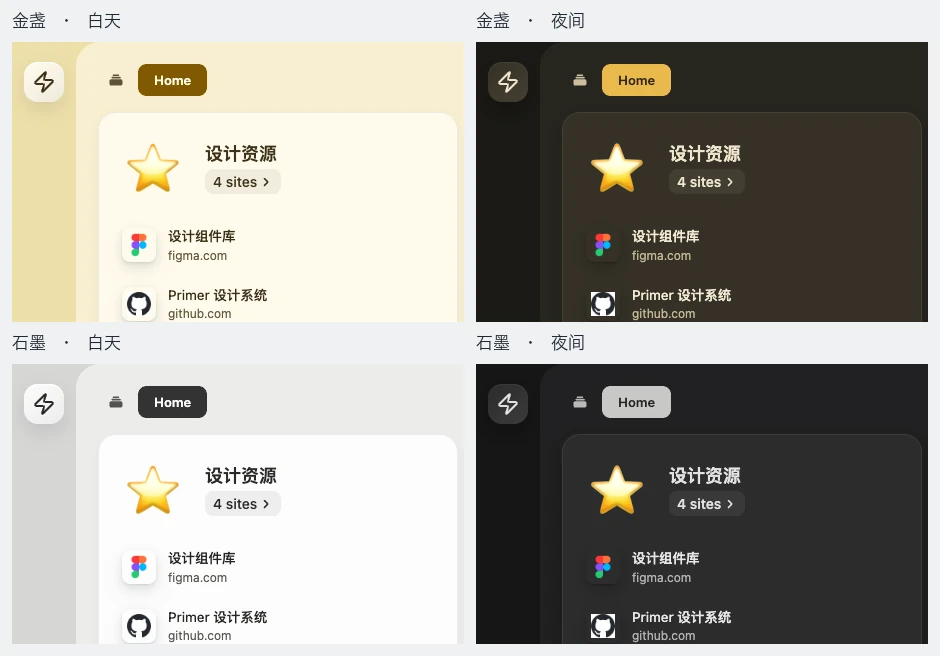 金盏 · 白天
Home
设计资源
4 sites >
设计组件库
figma.com
Primer 设计系统
github.com
金盏 · 夜间
Home
设计资源
4 sites >
设计组件库
figma.com
Primer 设计系统
github.com
石墨 · 白天
Home
设计资源
4 sites >
设计组件库
figma.com
Primer 设计系统
github.com
石墨 · 夜间
Home
设计资源
4 sites >
设计组件库
figma.com
Primer 设计系统
github.com